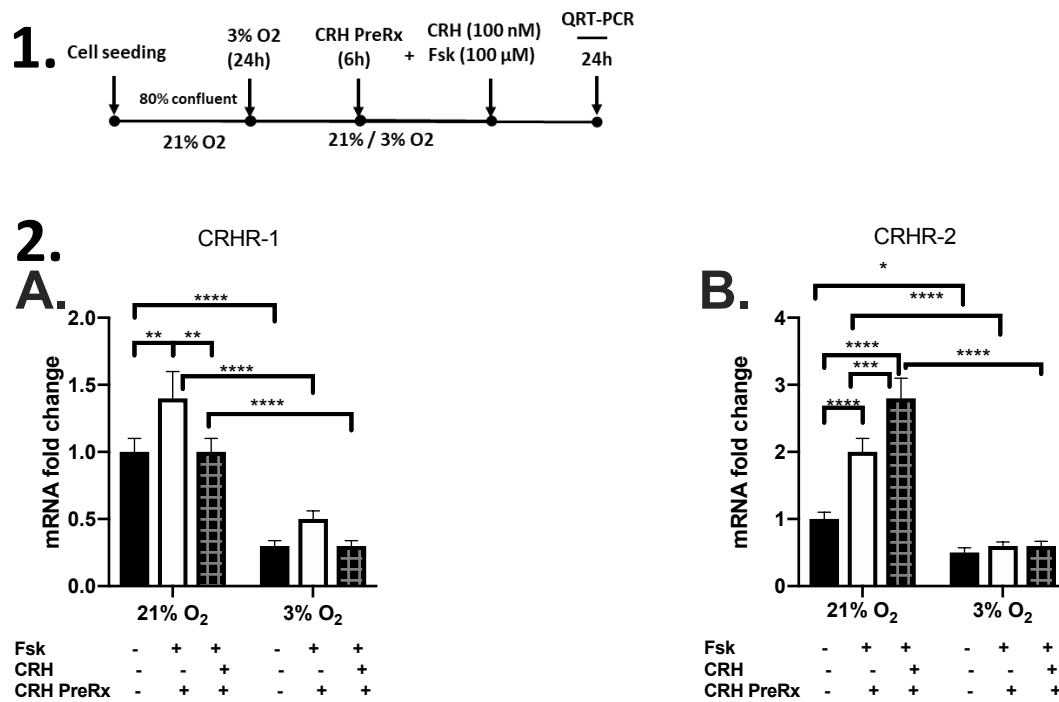 1.
Cell seeding
3% O2
(24h)
CRH PreRx
(6h)
+
CRH (100 nM)
Fsk (100 µM)
QRT-PCR
24h
80% confluent
21% O2
21% / 3% O2
2.
CRHR-1
A.
mRNA fold change
2.0
1.5
1.0
0.5
0.0
****
** **
****
****
21% O2 3% O2
Fsk - + + - + +
CRH - - + - - +
CRH PreRx - + + - + +
CRHR-2
B.
mRNA fold change
4
3
2
1
0
*
****
**** ****
***
****
21% O2 3% O2
Fsk - + + - + +
CRH - - + - - +
CRH PreRx - + + - + +